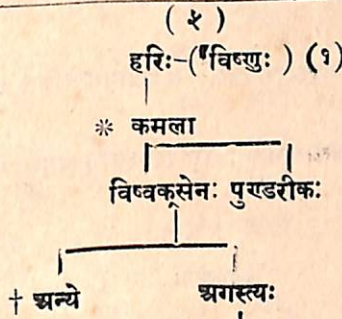 ( ५ )
हरिः-("विष्णुः ) (१)
* कमला
विष्वक्सेनः पुण्डरीकः
† अन्ये अगस्त्यः